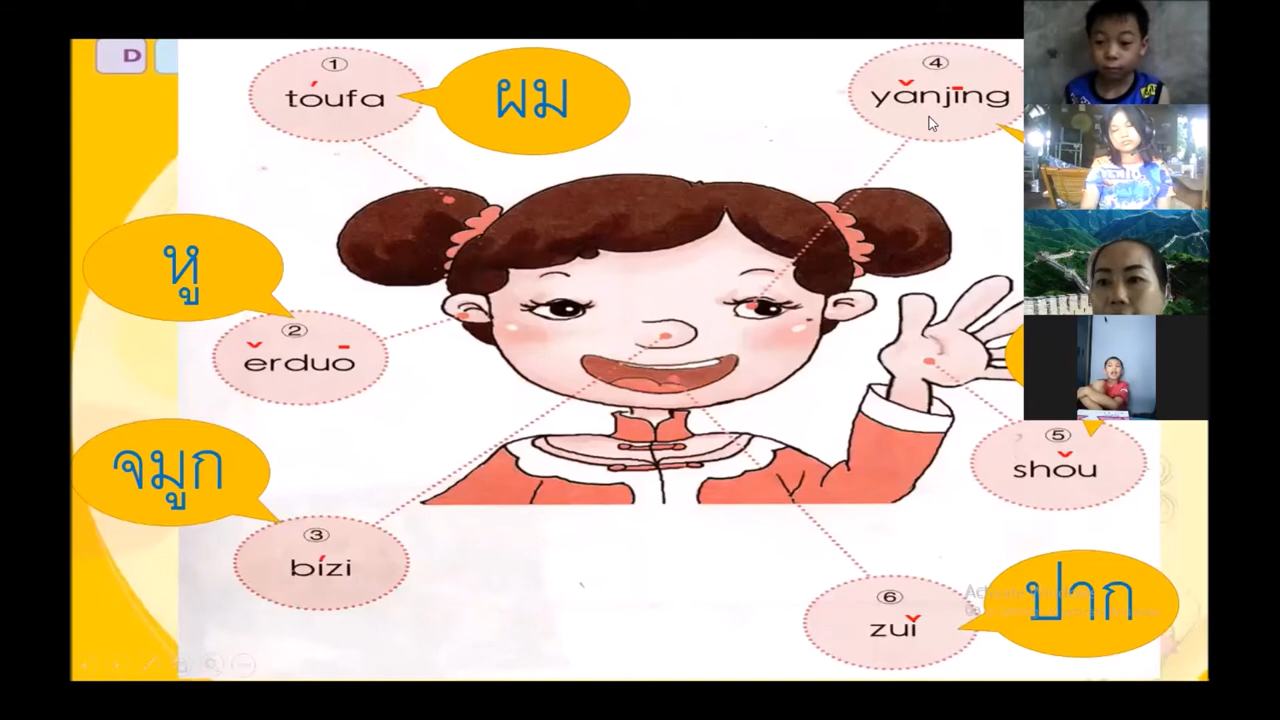 D
①
tóufa
ผม
④
yǎnjīng
หู
②
ěrduō
จมูก
③
bízi
⑤
shǒu
⑥
zuǐ
ปาก